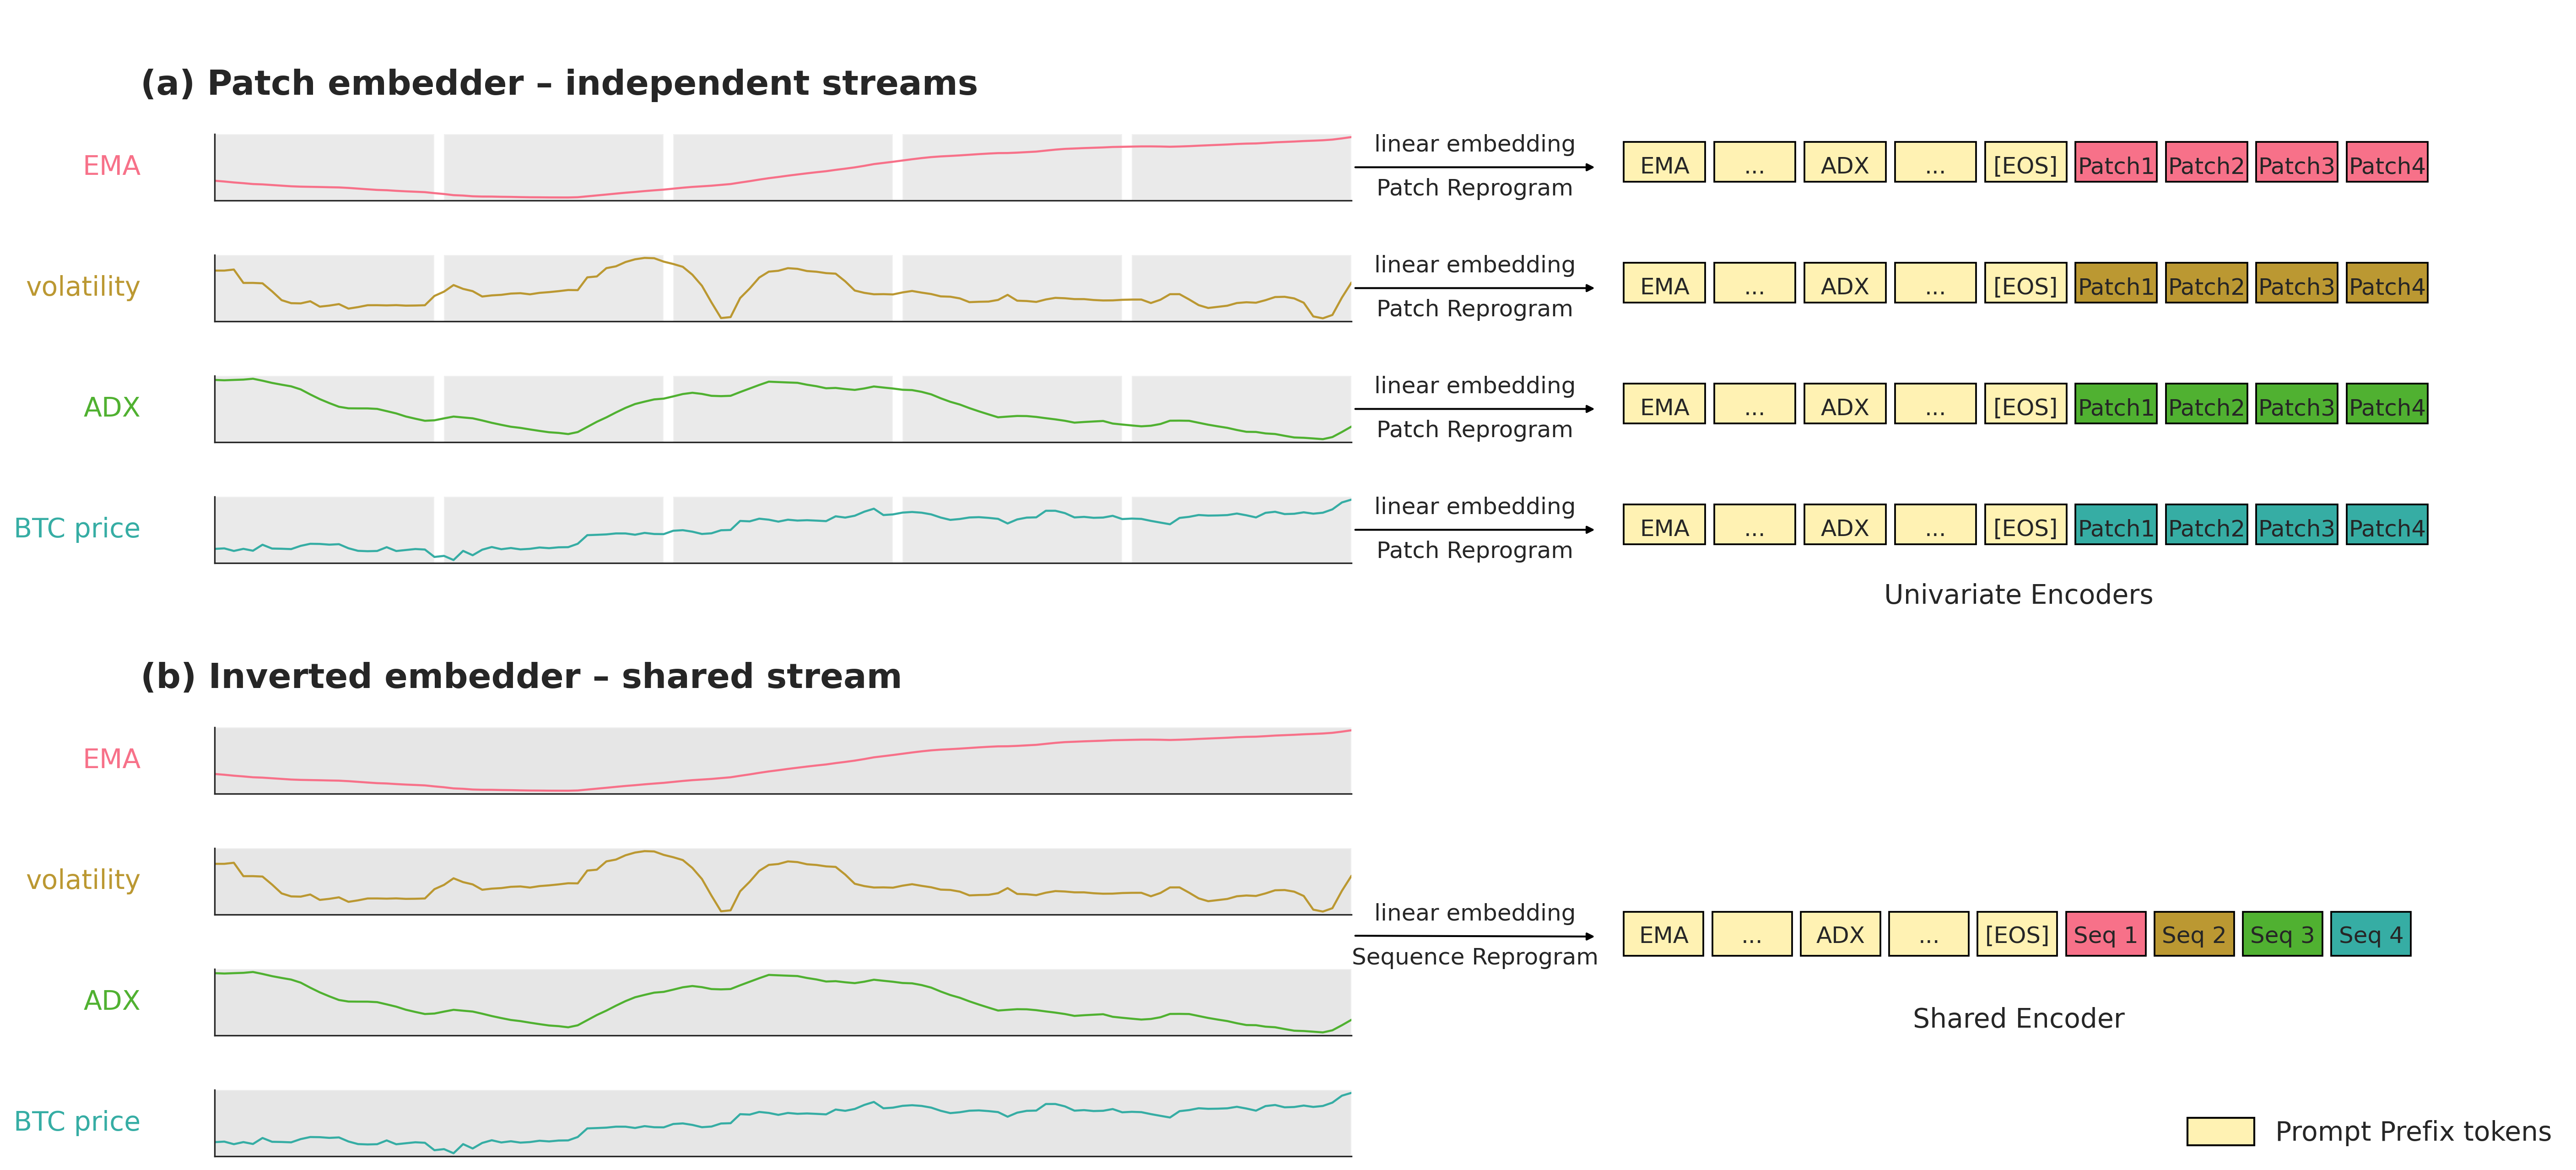 (a) Patch embedder – independent streams
EMA
linear embedding
Patch Reprogram
EMA ... ADX ... [EOS] Patch1 Patch2 Patch3 Patch4
volatility
linear embedding
Patch Reprogram
EMA ... ADX ... [EOS] Patch1 Patch2 Patch3 Patch4
ADX
linear embedding
Patch Reprogram
EMA ... ADX ... [EOS] Patch1 Patch2 Patch3 Patch4
BTC price
linear embedding
Patch Reprogram
EMA ... ADX ... [EOS] Patch1 Patch2 Patch3 Patch4
Univariate Encoders
(b) Inverted embedder – shared stream
EMA
volatility
linear embedding
Sequence Reprogram
EMA ... ADX ... [EOS] Seq 1 Seq 2 Seq 3 Seq 4
ADX
Shared Encoder
BTC price
Prompt Prefix tokens